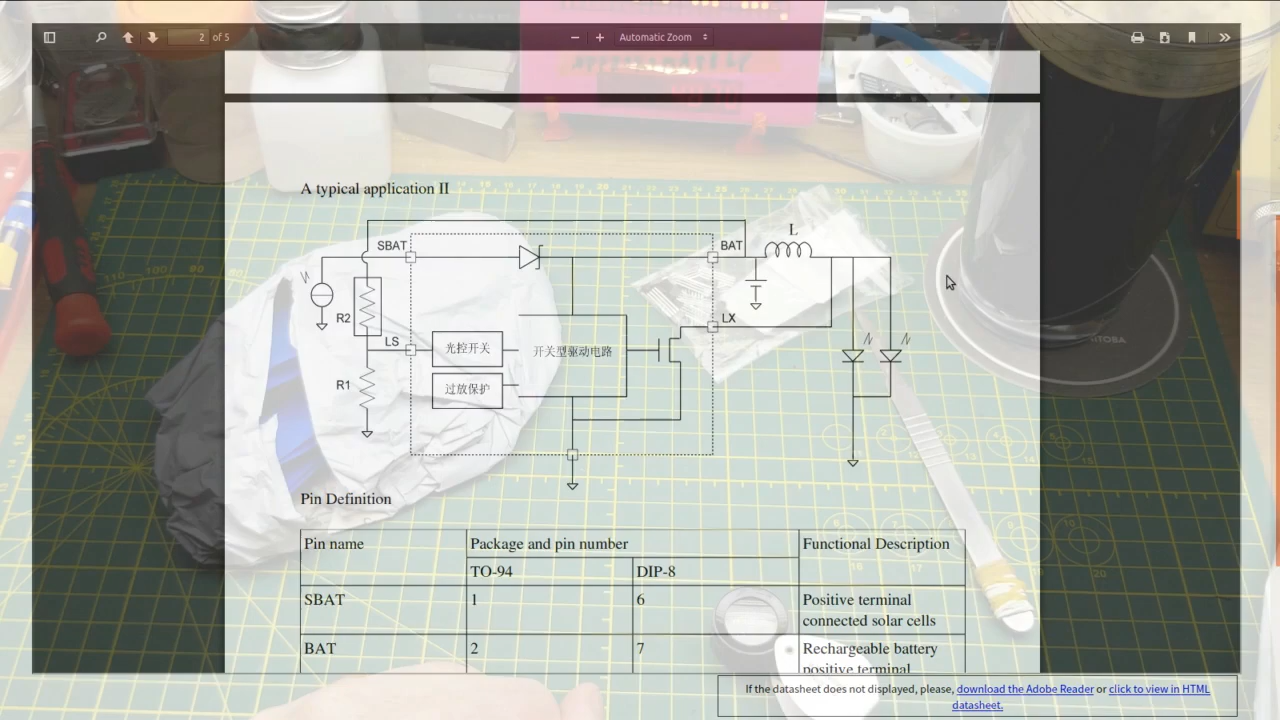 2 of 5
Automatic Zoom
A typical application II
SBAT
BAT
L
R2
LX
LS
光控开关
开关型驱动电路
R1
过放保护
Pin Definition
Pin name
Package and pin number
Functional Description
TO-94
DIP-8
SBAT
1
6
Positive terminal
connected solar cells
BAT
2
7
Rechargeable battery
positive terminal
If the datasheet does not displayed, please, download the Adobe Reader or click to view in HTML
datasheet.